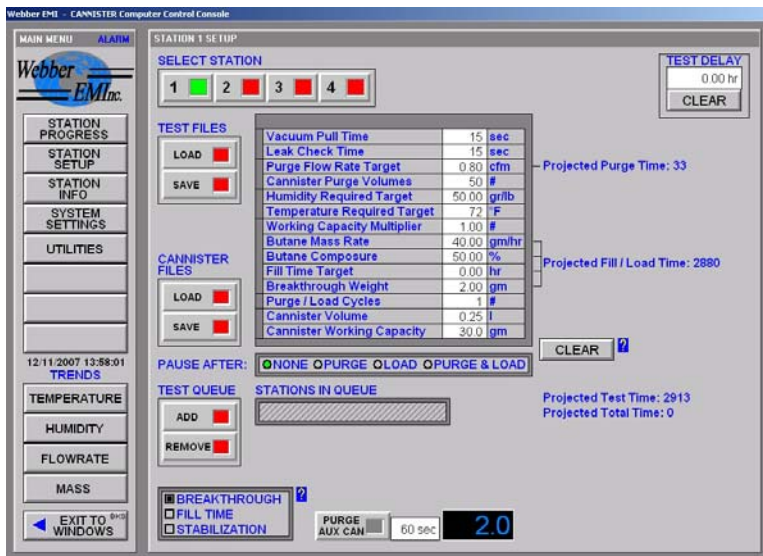 Webber EMI - CANNISTER Computer Control Console
MAIN MENU ALARM
Webber
EMI Inc.
STATION PROGRESS
STATION SETUP
STATION INFO
SYSTEM SETTINGS
UTILITIES
12/11/2007 13:58:01
TRENDS
TEMPERATURE
HUMIDITY
FLOWRATE
MASS
EXIT TO DHS
WINDOWS
STATION 1 SETUP
SELECT STATION
1 2 3 4
TEST DELAY
0.00 hr
CLEAR
TEST FILES
LOAD
SAVE
CANNISTER FILES
LOAD
SAVE
Vacuum Pull Time 15 sec
Leak Check Time 15 sec
Purge Flow Rate Target 0.80 cfm
Cannister Purge Volumes 50 #
Humidity Required Target 50.00 gr/lb
Temperature Required Target 72 °F
Working Capacity Multiplier 1.00 #
Butane Mass Rate 40.00 gm/hr
Butane Composure 50.00 %
Fill Time Target 0.00 hr
Breakthrough Weight 2.00 gm
Purge / Load Cycles 1 #
Cannister Volume 0.25 l
Cannister Working Capacity 30.0 gm
Projected Purge Time: 33
Projected Fill / Load Time: 2880
CLEAR ?
PAUSE AFTER: NONE PURGE LOAD PURGE & LOAD
TEST QUEUE
ADD
REMOVE
STATIONS IN QUEUE
Projected Test Time: 2913
Projected Total Time: 0
BREAKTHROUGH ?
FILL TIME
STABILIZATION
PURGE AUX CAN
60 sec
2.0